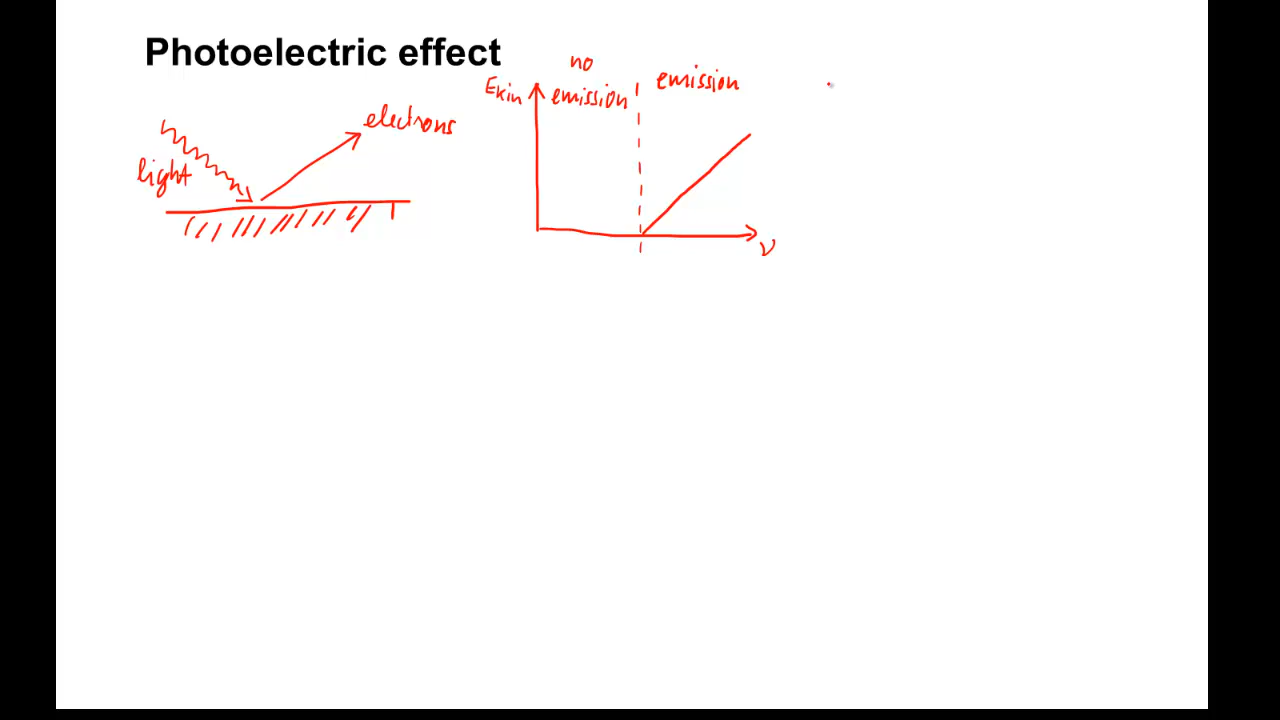 Photoelectric effect
light
electrons
Ekin
no
emission
emission
ν